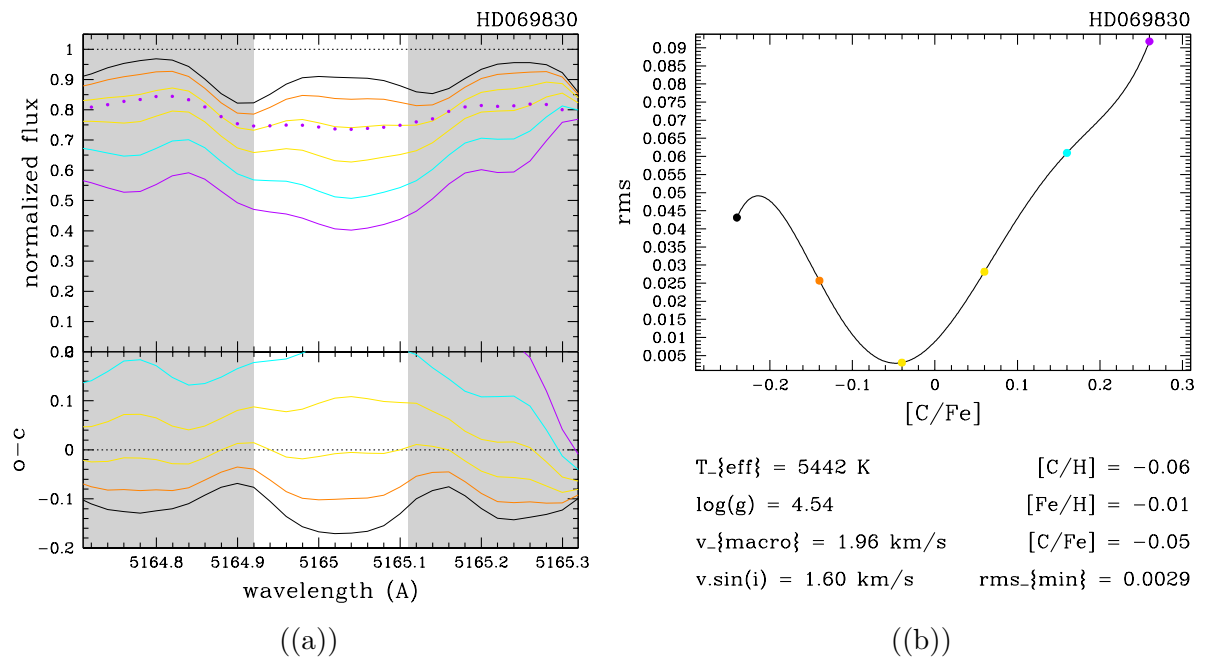 HD069830
1
0.9
0.8
0.7
0.6
0.5
0.4
0.3
0.2
0.1
0
normalized flux
0.2
0.1
0
−0.1
−0.2
o−c
5164.8 5164.9 5165 5165.1 5165.2 5165.3
wavelength (A)
((a))
HD069830
0.09
0.085
0.08
0.075
0.07
0.065
0.06
0.055
0.05
0.045
0.04
0.035
0.03
0.025
0.02
0.015
0.01
0.005
rms
−0.2 −0.1 0 0.1 0.2 0.3
[C/Fe]
T_{eff} = 5442 K [C/H] = −0.06
log(g) = 4.54 [Fe/H] = −0.01
v_{macro} = 1.96 km/s [C/Fe] = −0.05
v.sin(i) = 1.60 km/s rms_{min} = 0.0029
((b))